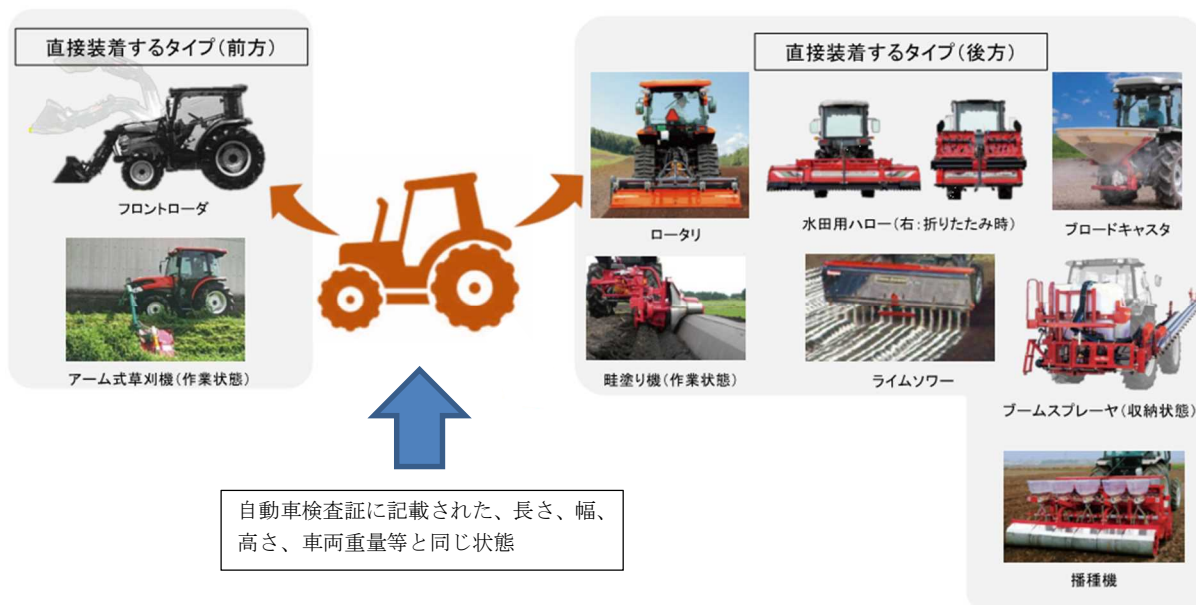 直接装着するタイプ（前方）
フロントローダ
アーム式草刈機（作業状態）
直接装着するタイプ（後方）
ロータリ
水田用ハロー（右：折りたたみ時）
ブロードキャスタ
畦塗り機（作業状態）
ライムソワー
ブームスプレーヤ（収納状態）
播種機
自動車検査証に記載された、長さ、幅、
高さ、車両重量等と同じ状態